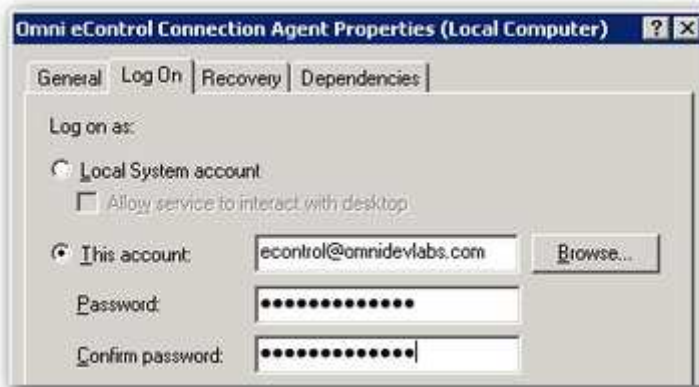 Omni eControl Connection Agent Properties (Local Computer) ? X
General Log On Recovery Dependencies
Log on as:
Local System account
Allow service to interact with desktop
This account: econtrol@omnidevlabs.com Browse...
Password: •••••••••••••
Confirm password: •••••••••••••